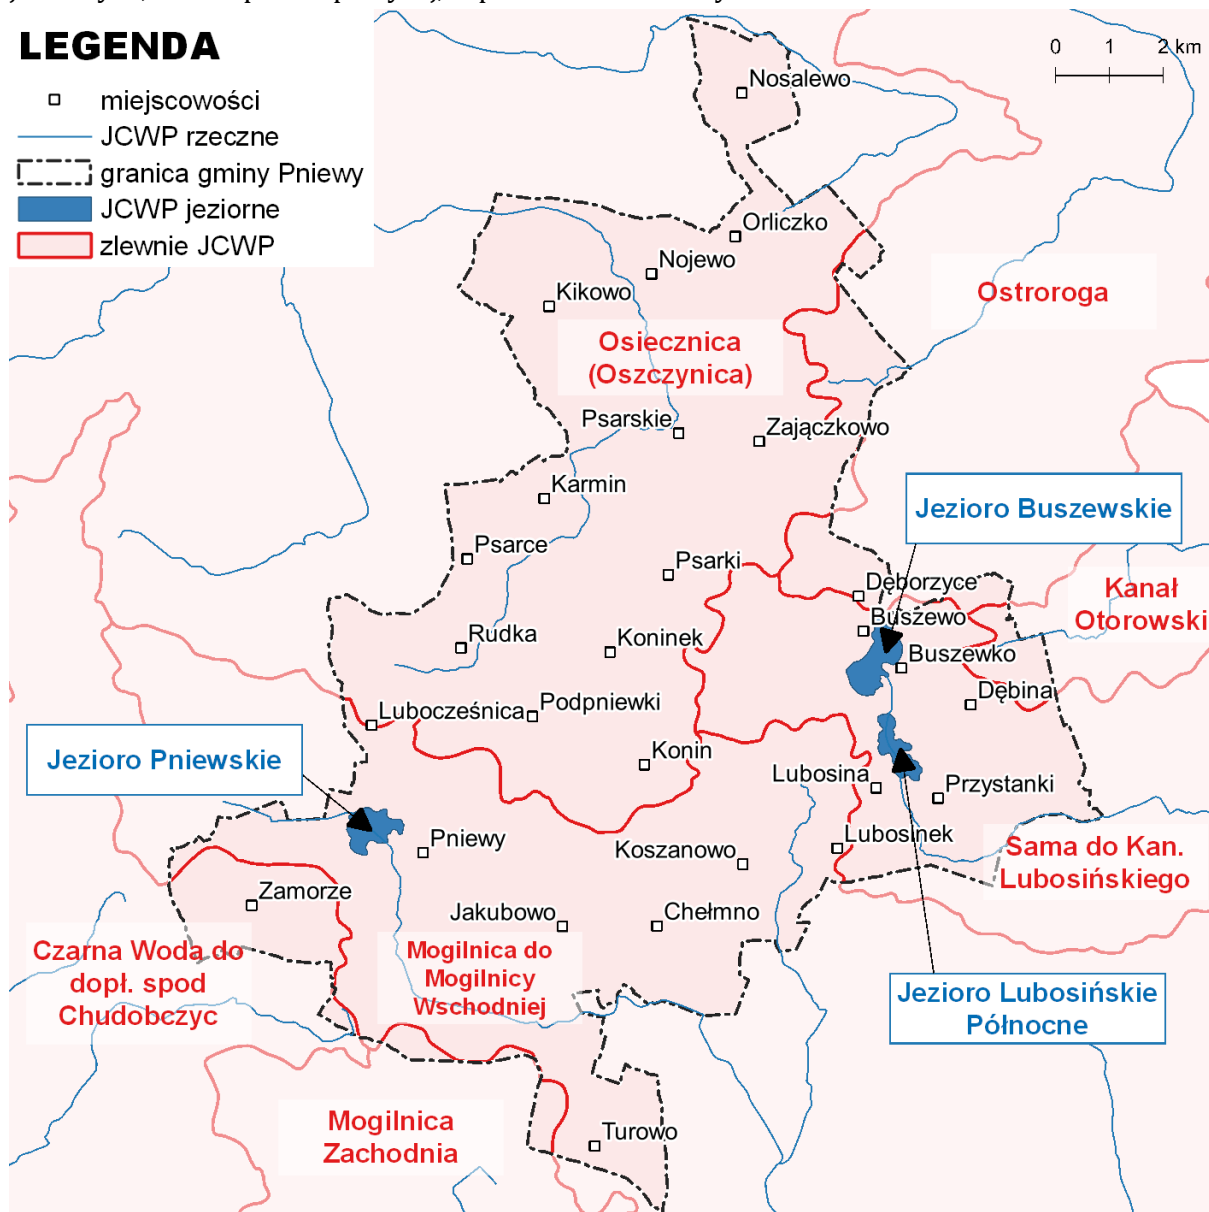 LEGENDA
miejscowości
JCWP rzeczne
granica gminy Pniewy
JCWP jeziorne
zlewnie JCWP
0 1 2 km
Nosalewo
Orliczko
Nojewo
Kikowo
Ostroroga
Osiecznica
(Oszczynica)
Psarskie
Zajączkowo
Karmin
Jezioro Buszewskie
Psarce
Psarki
Dęborzyce
Kanał
Otorowski
Buszewo
Rudka
Koninek
Buszewko
Dębina
Lubocześnica
Podpniewki
Jezioro Pniewskie
Konin
Lubosina
Przystanki
Pniewy
Koszanowo
Lubosinek
Sama do Kan.
Lubosińskiego
Zamorze
Jakubowo
Chełmno
Czarna Woda do
dopł. spod
Chudobczyc
Mogilnica do
Mogilnicy
Wschodniej
Jezioro Lubosińskie
Północne
Mogilnica
Zachodnia
Turowo